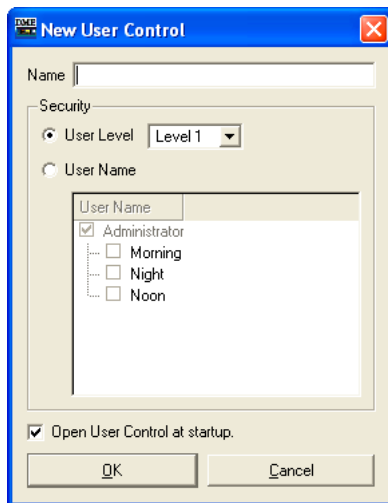 DME New User Control
Name
Security
User Level Level 1
User Name
User Name
Administrator
Morning
Night
Noon
Open User Control at startup.
OK Cancel